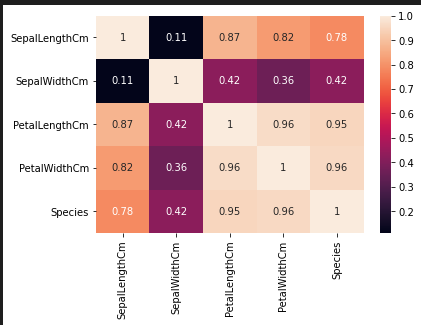 SepalLengthCm 1 0.11 0.87 0.82 0.78
SepalWidthCm 0.11 1 0.42 0.36 0.42
PetalLengthCm 0.87 0.42 1 0.96 0.95
PetalWidthCm 0.82 0.36 0.96 1 0.96
Species 0.78 0.42 0.95 0.96 1
SepalLengthCm
SepalWidthCm
PetalLengthCm
PetalWidthCm
Species
1.0
0.9
0.8
0.7
0.6
0.5
0.4
0.3
0.2